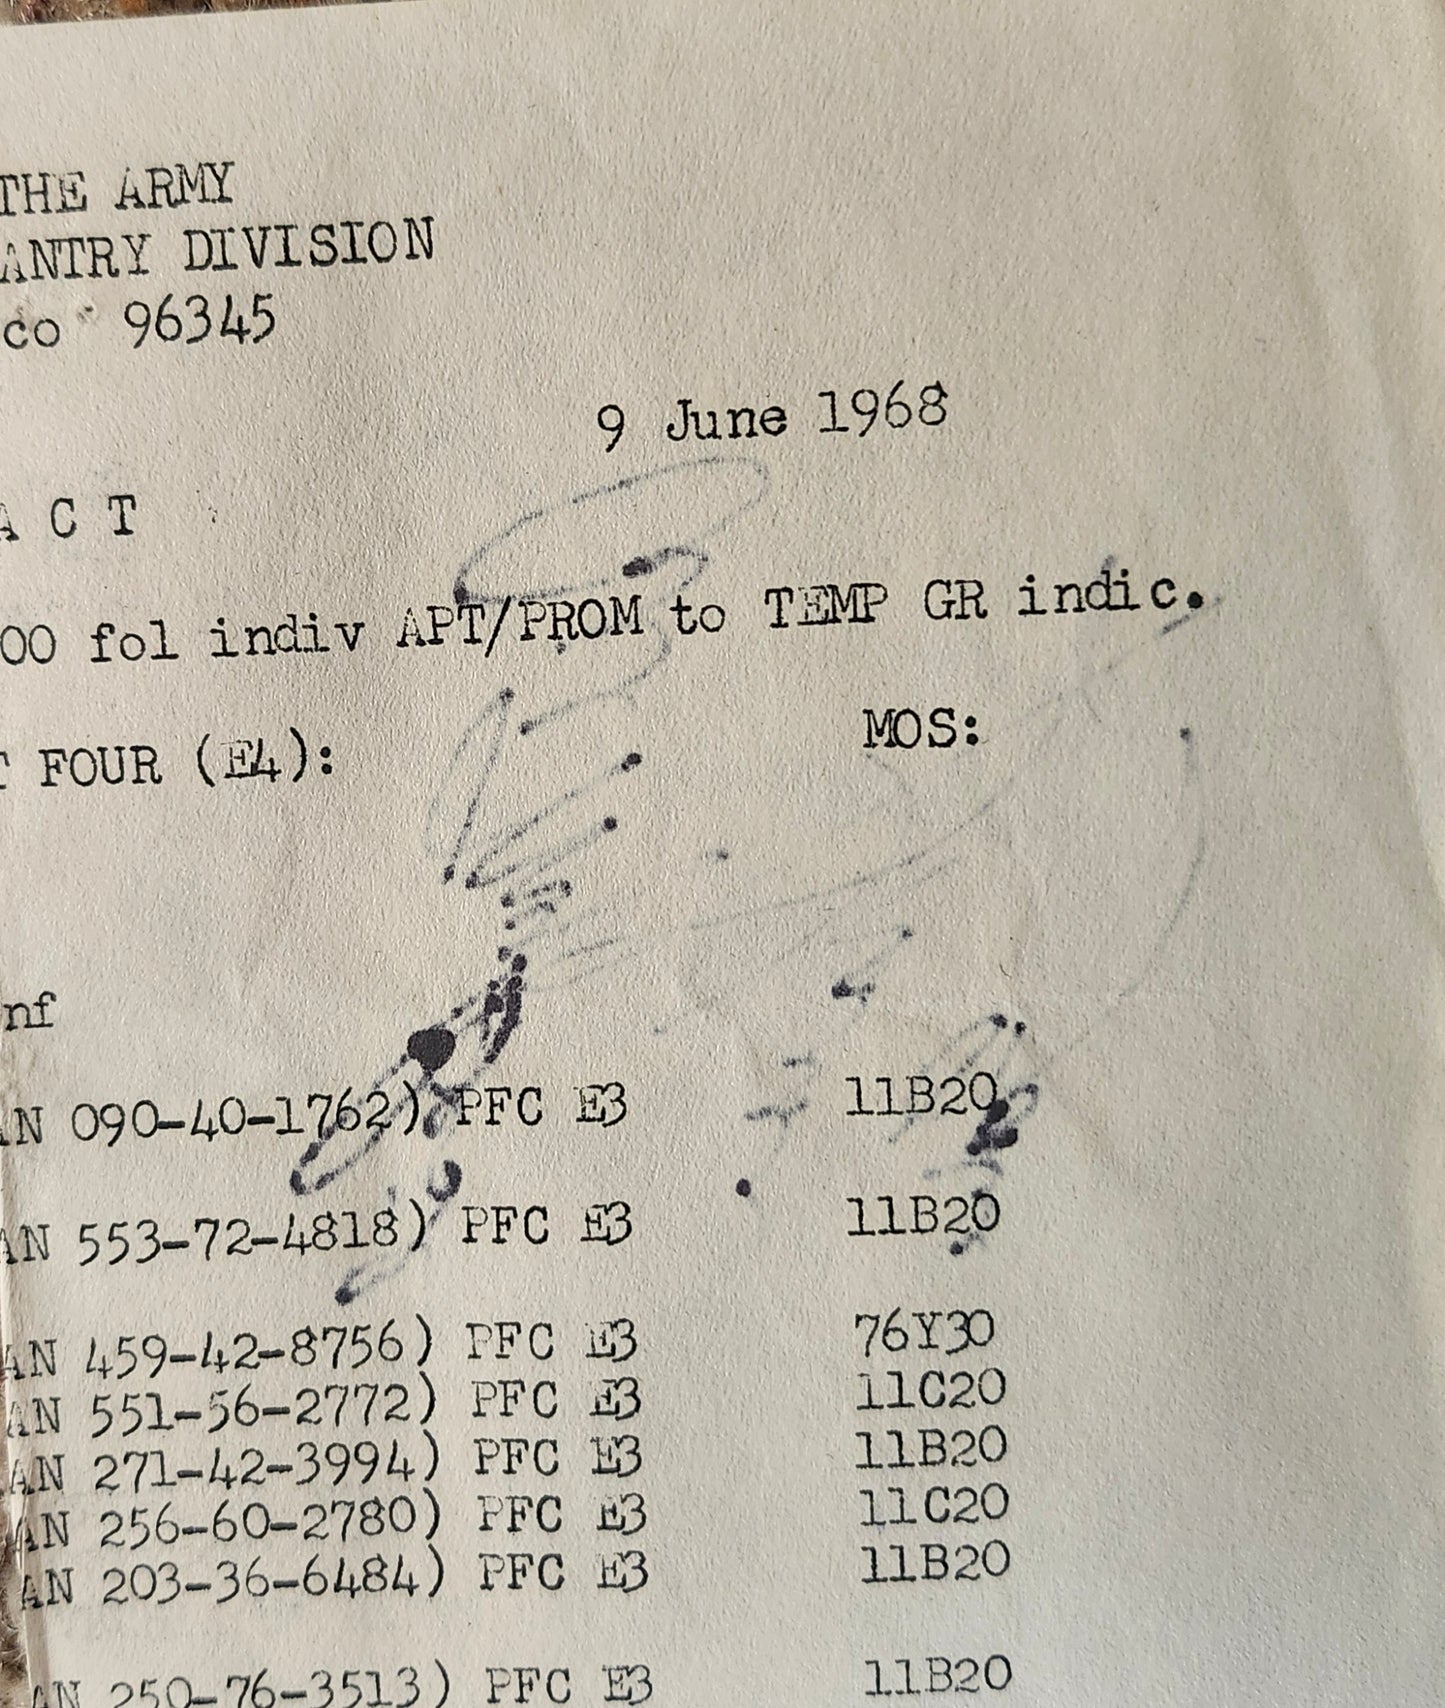 THE ARMY
ANTRY DIVISION
co 96345
9 June 1968
A C T
00 fol indiv APT/PROM to TEMP GR indic.
T FOUR (E4): MOS:
nf
AN 090-40-1762) PFC E3 11B20
AN 553-72-4818) PFC E3 11B20
AN 459-42-8756) PFC E3 76Y30
AN 551-56-2772) PFC E3 11C20
AN 271-42-3994) PFC E3 11B20
AN 256-60-2780) PFC E3 11C20
AN 203-36-6484) PFC E3 11B20
AN 250-76-3513) PFC E3 11B20